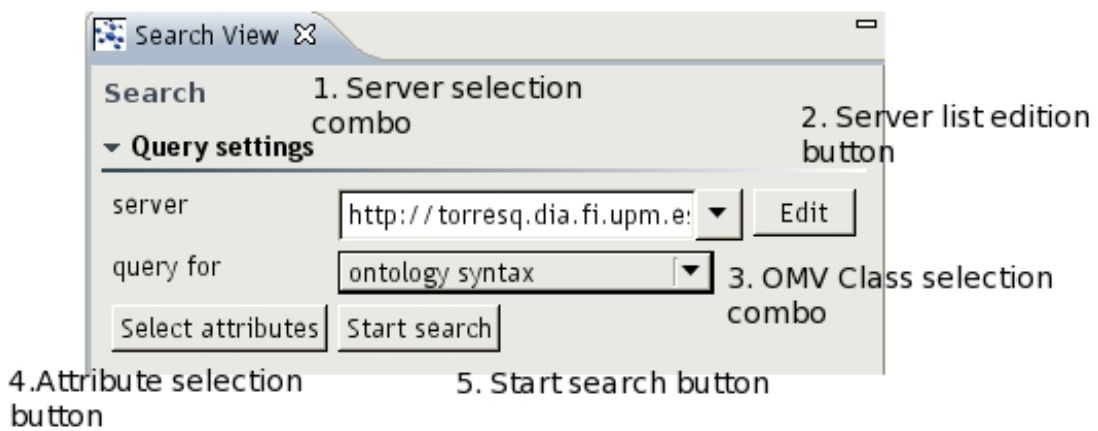 Search View
Search
1. Server selection
combo
2. Server list edition
button
Query settings
server
http://torresq.dia.fi.upm.es
Edit
query for
ontology syntax
3. OMV Class selection
combo
Select attributes
Start search
4.Attribute selection
button
5. Start search button